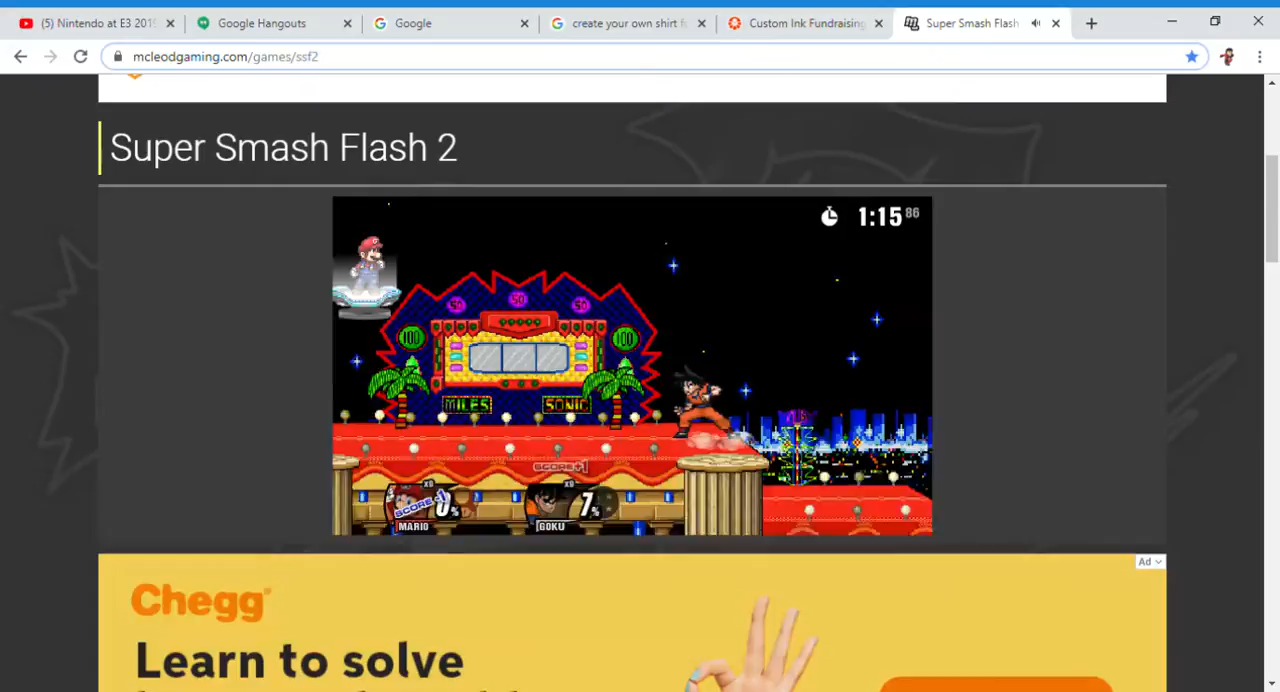 (5) Nintendo at E3 201
Google Hangouts
Google
create your own shirt f
Custom Ink Fundraising
Super Smash Flash
mcleodgaming.com/games/ssf2
Super Smash Flash 2
1:15 86
50 50 50
100 100
MILES SONIC
SCORE+1
SCORE-1 0% 7%
MARIO GOKU
Ad
Chegg
Learn to solve